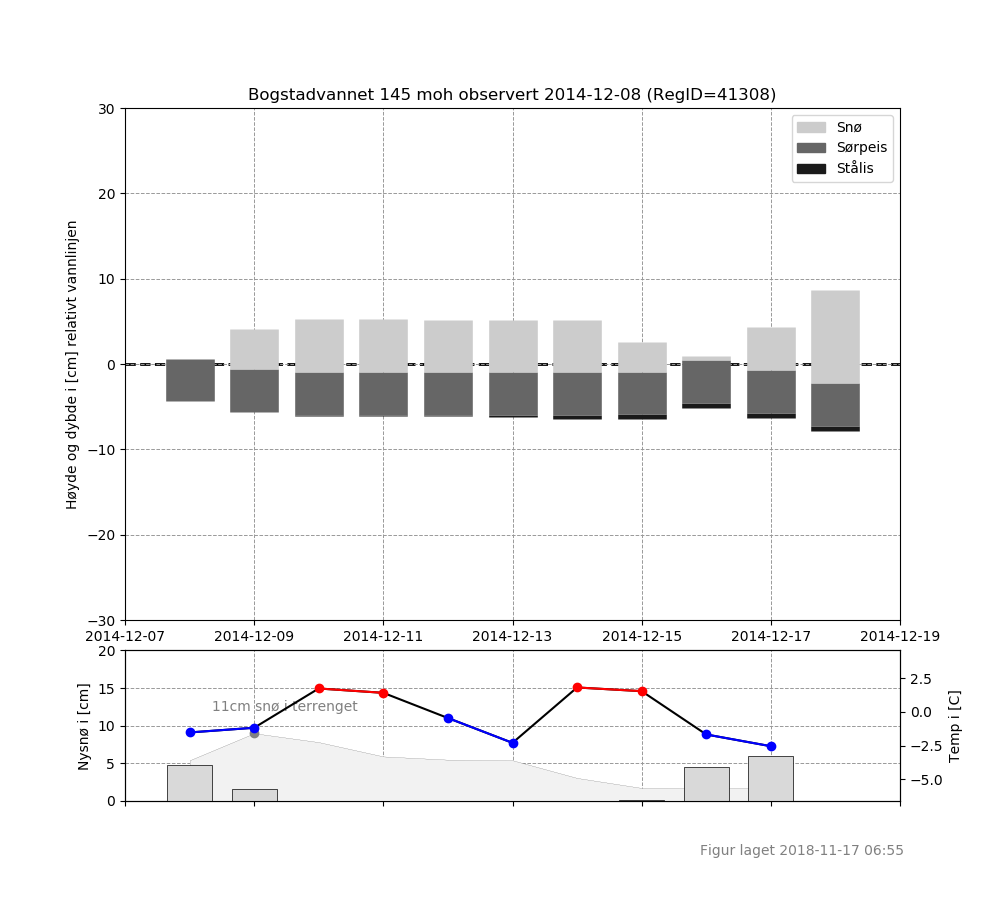 Bogstadvannet 145 moh observert 2014-12-08 (RegID=41308)
Snø
Sørpeis
Stålis
Høyde og dybde i [cm] relativt vannlinjen
30
20
10
0
−10
−20
−30
2014-12-07 2014-12-09 2014-12-11 2014-12-13 2014-12-15 2014-12-17 2014-12-19
Nysnø i [cm]
20
15
10
5
0
11cm snø i terrenget
2.5
0.0
−2.5
−5.0
Temp i [C]
Figur laget 2018-11-17 06:55